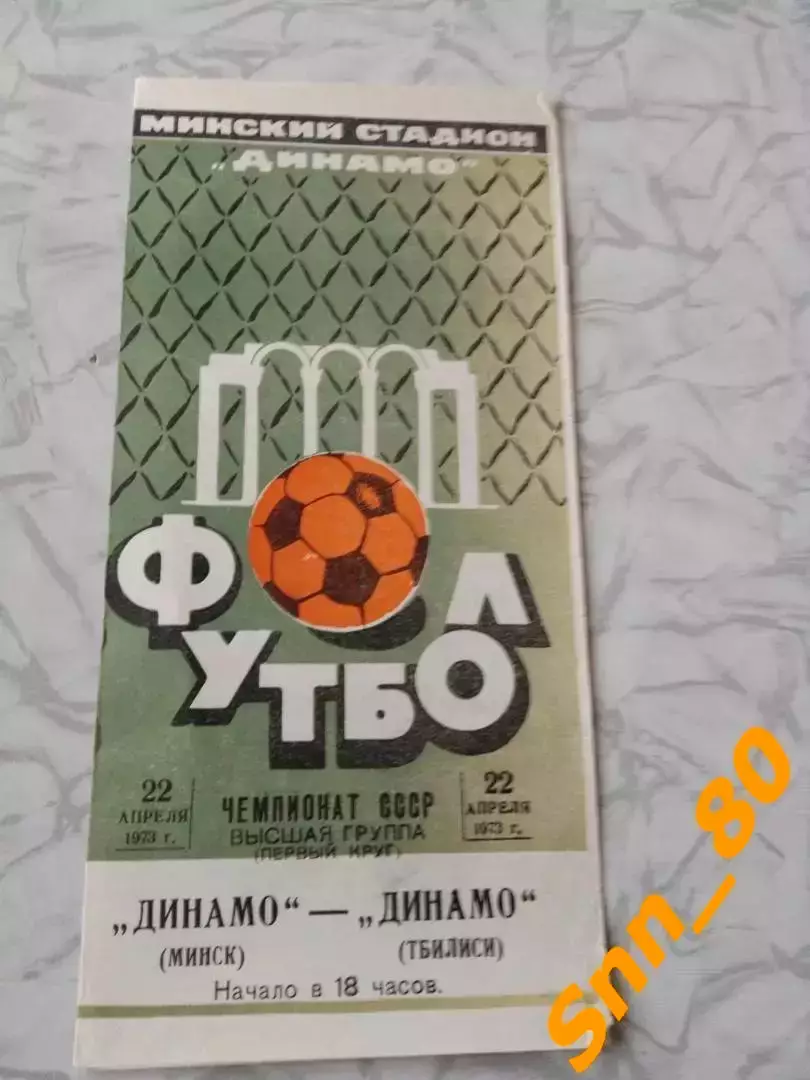 МИНСКИЙ СТАДИОН
„ДИНАМО"
ФУТБОЛ
22
АПРЕЛЯ
1973 г.
ЧЕМПИОНАТ СССР
ВЫСШАЯ ГРУППА
(ПЕРВЫЙ КРУГ)
22
АПРЕЛЯ
1973 г.
„ДИНАМО“ — „ДИНАМО“
(МИНСК) (ТБИЛИСИ)
Начало в 18 часов.
Snn_80